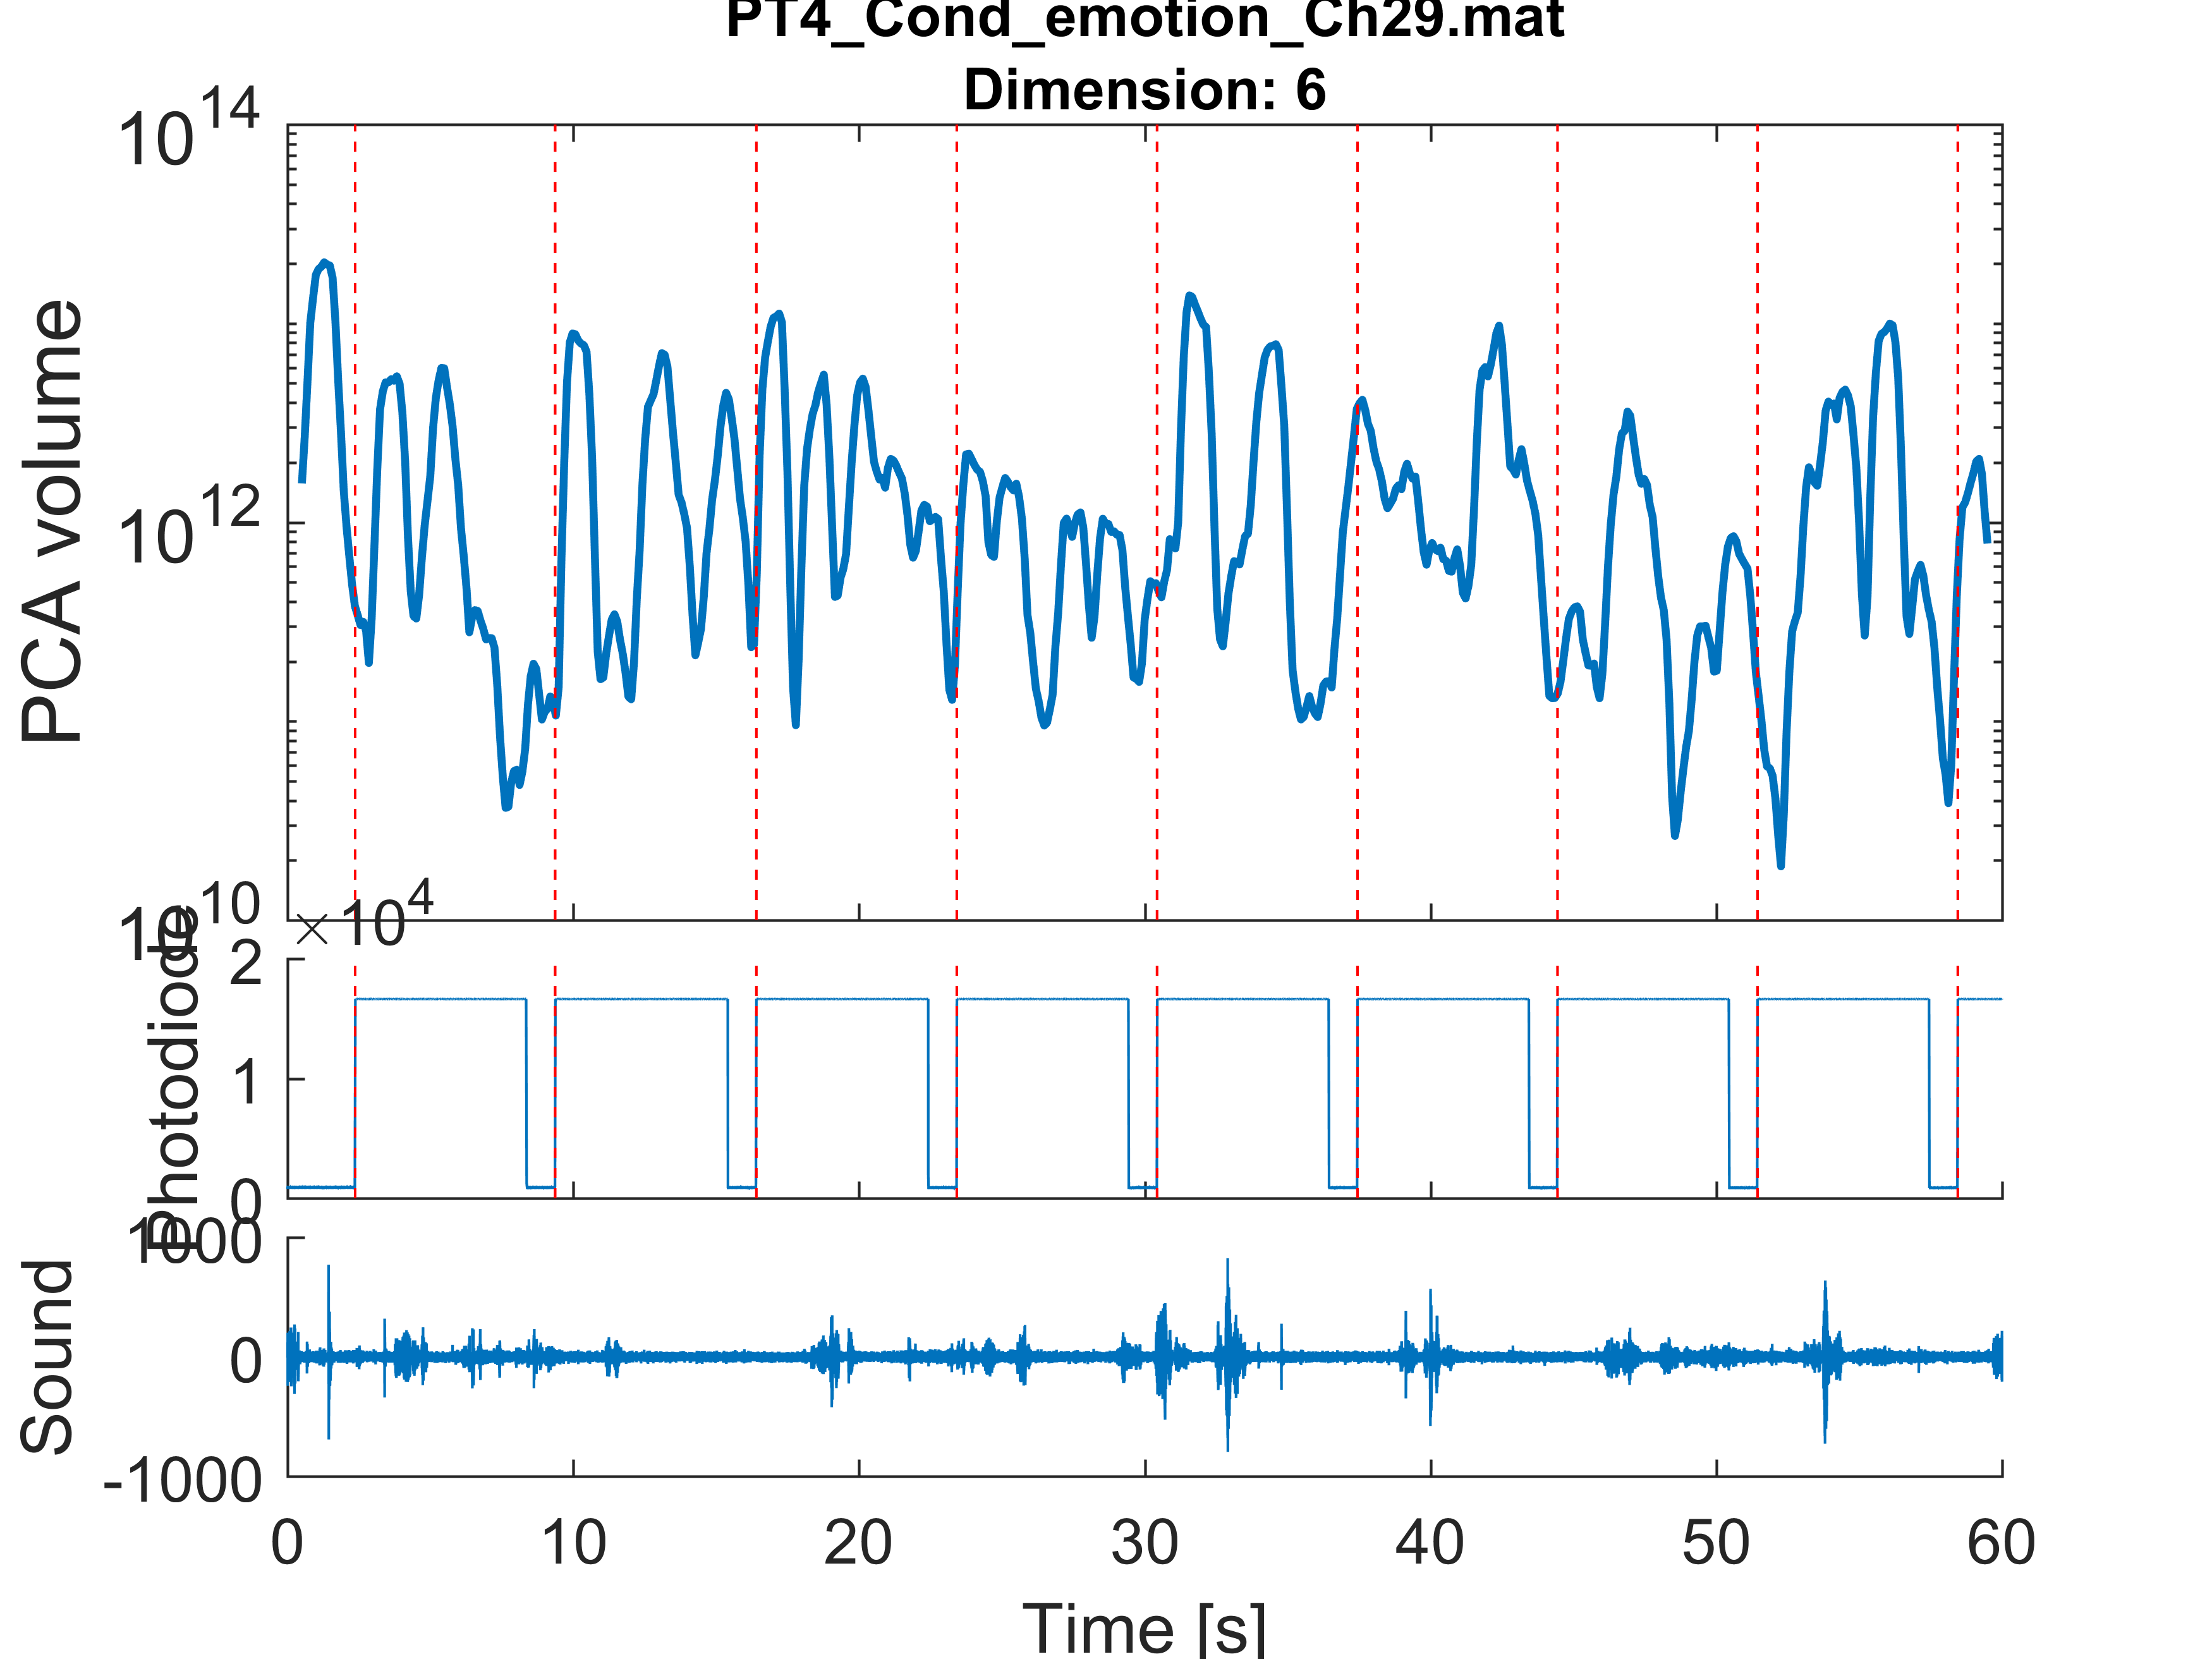 PT4_Cond_emotion_Ch29.mat
Dimension: 6
10^14
10^12
10^10
PCA volume
×10^4
2
1
0
Photodiode
1000
0
-1000
Sound
0 10 20 30 40 50 60
Time [s]